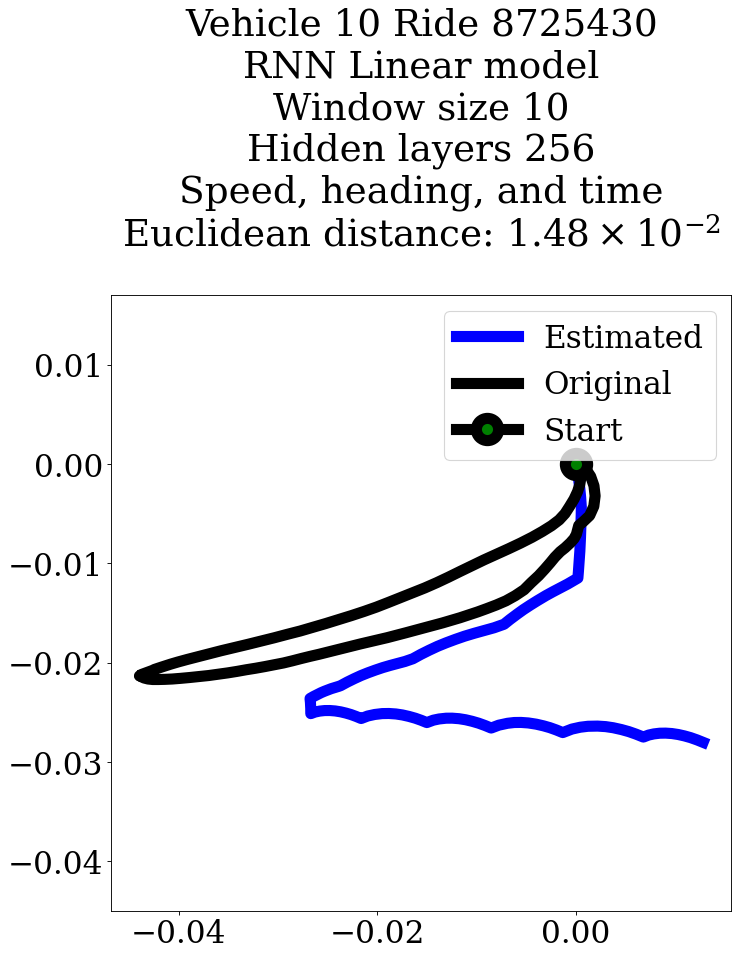 Vehicle 10 Ride 8725430
RNN Linear model
Window size 10
Hidden layers 256
Speed, heading, and time
Euclidean distance: 1.48 × 10⁻²
Estimated
Original
Start
0.01
0.00
−0.01
−0.02
−0.03
−0.04
−0.04
−0.02
0.00